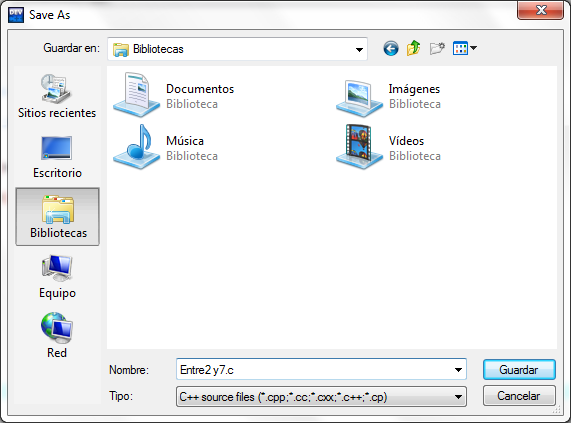 DEV
Save As
Guardar en: Bibliotecas
Sitios recientes
Escritorio
Bibliotecas
Equipo
Red
Documentos
Biblioteca
Imágenes
Biblioteca
Música
Biblioteca
Vídeos
Biblioteca
Nombre: Entre2 y7.c Guardar
Tipo: C++ source files (*.cpp;*.cc;*.cxx;*.c++;*.cp) Cancelar